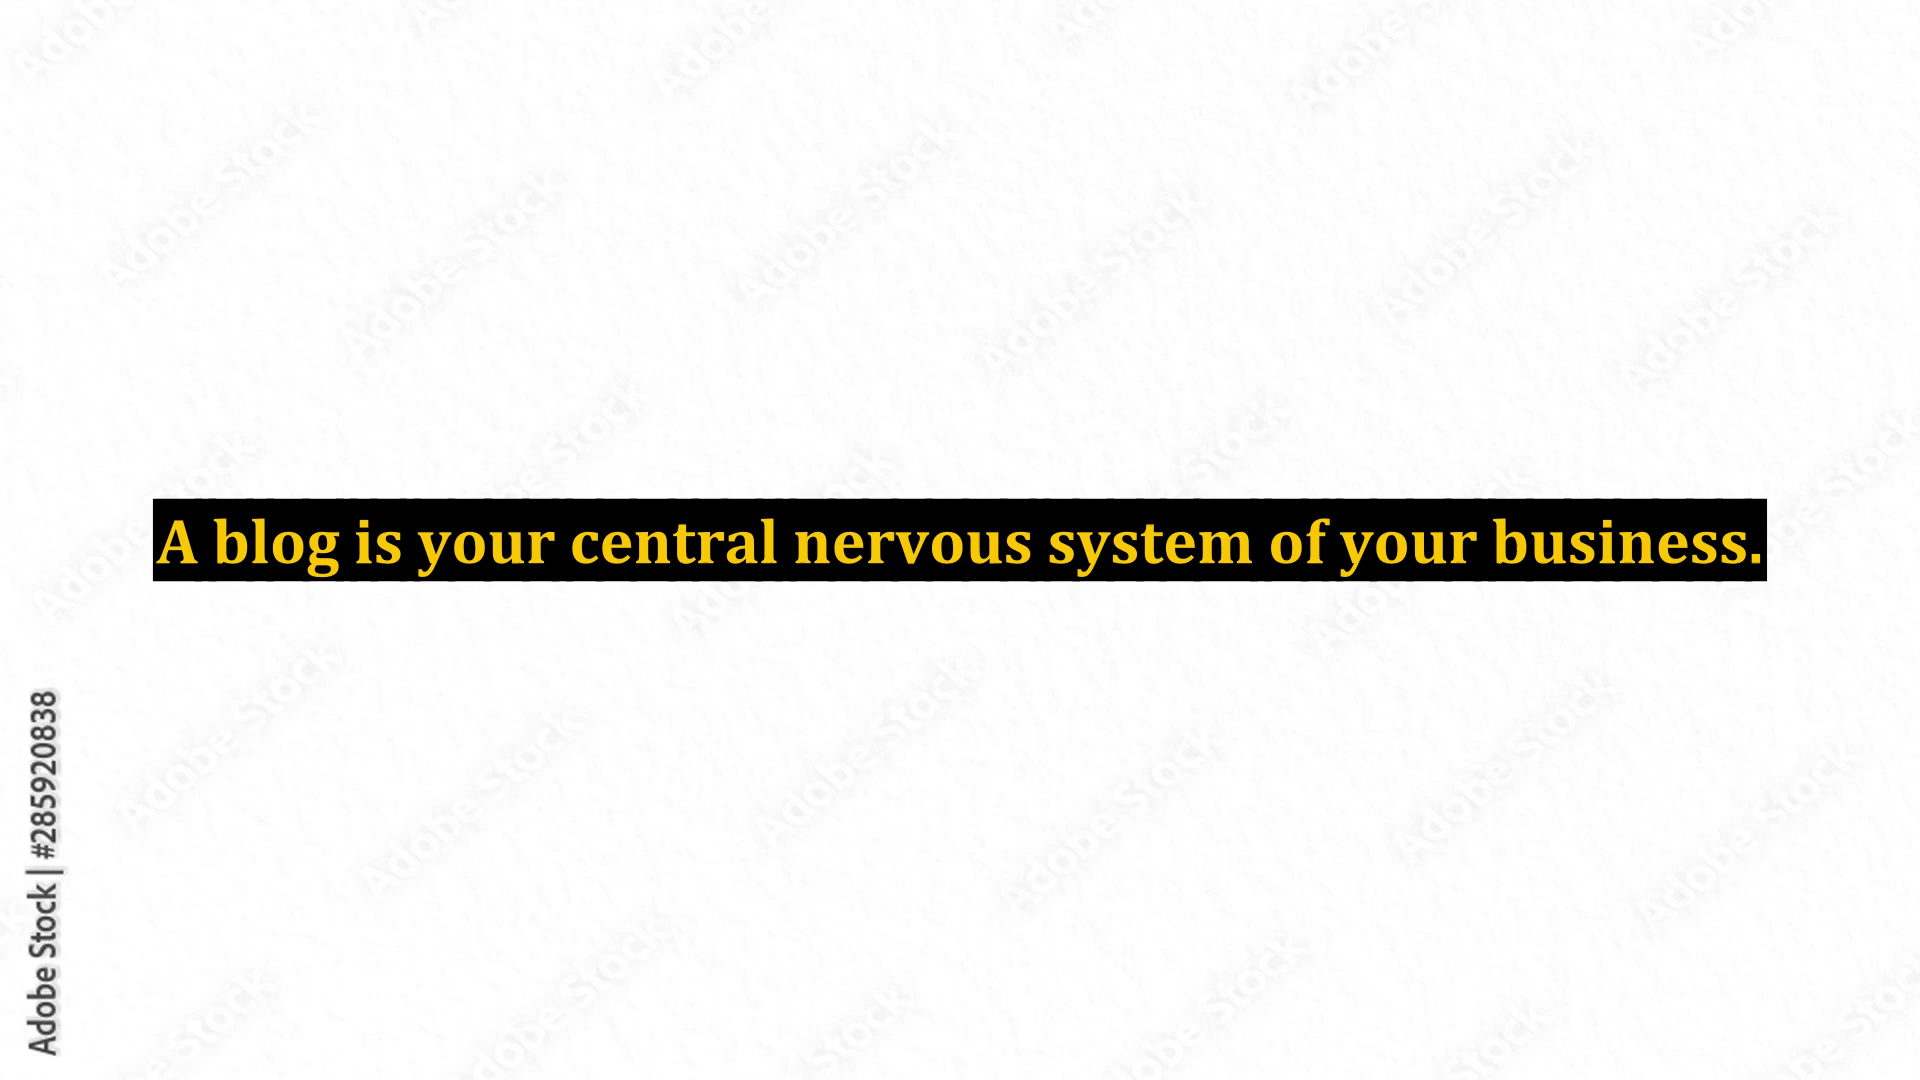 A blog is your central nervous system of your business.
Adobe Stock | #285920838